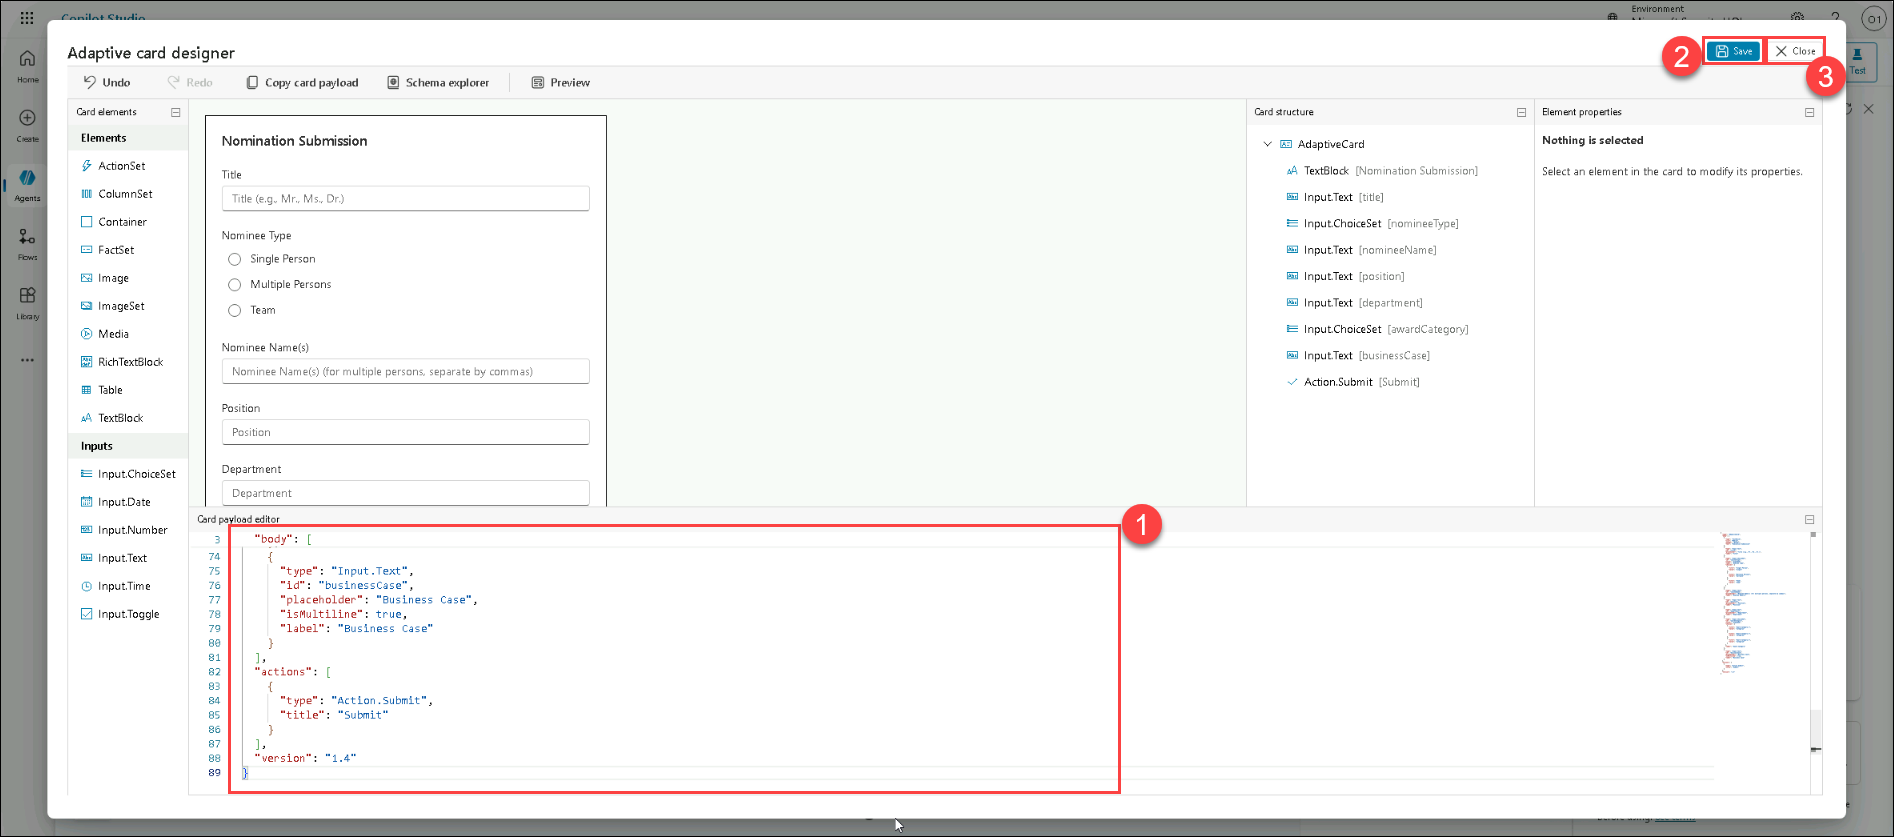 Copilot Studio
Environment
01
Adaptive card designer
2
Save
Close
3
Test
Home
Create
Agents
Flows
Library
Undo
Redo
Copy card payload
Schema explorer
Preview
Card elements
Elements
ActionSet
ColumnSet
Container
FactSet
Image
ImageSet
Media
RichTextBlock
Table
TextBlock
Inputs
Input.ChoiceSet
Input.Date
Input.Number
Input.Text
Input.Time
Input.Toggle
Nomination Submission
Title
Title (e.g., Mr., Ms., Dr.)
Nominee Type
Single Person
Multiple Persons
Team
Nominee Name(s)
Nominee Name(s) (for multiple persons, separate by commas)
Position
Position
Department
Department
Card structure
AdaptiveCard
TextBlock [Nomination Submission]
Input.Text [title]
Input.ChoiceSet [nomineeType]
Input.Text [nomineeName]
Input.Text [position]
Input.Text [department]
Input.ChoiceSet [awardCategory]
Input.Text [businessCase]
Action.Submit [Submit]
Element properties
Nothing is selected
Select an element in the card to modify its properties.
Card payload editor
1
3 "body": [
74 {
75 "type": "Input.Text",
76 "id": "businessCase",
77 "placeholder": "Business Case",
78 "isMultiline": true,
79 "label": "Business Case"
80 }
81 ],
82 "actions": [
83 {
84 "type": "Action.Submit",
85 "title": "Submit"
86 }
87 ],
88 "version": "1.4"
89 }